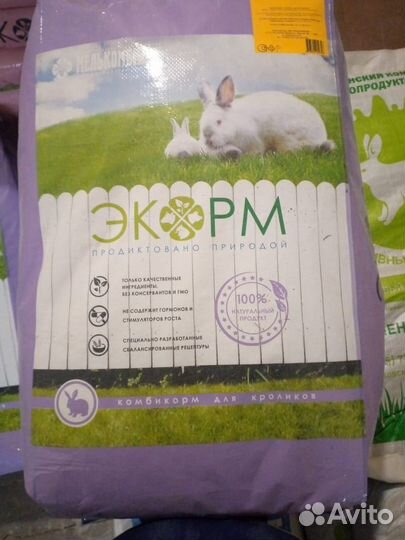 МЕЛЬКОМБИНАТ
ЭКОРМ
ПРОДИКТОВАНО ПРИРОДОЙ
ТОЛЬКО КАЧЕСТВЕННЫЕ
ИНГРЕДИЕНТЫ,
БЕЗ КОНСЕРВАНТОВ И ГМО
НЕ СОДЕРЖИТ ГОРМОНОВ И
СТИМУЛЯТОРОВ РОСТА
СПЕЦИАЛЬНО РАЗРАБОТАННЫЕ
СБАЛАНСИРОВАННЫЕ РЕЦЕПТУРЫ
100%
НАТУРАЛЬНЫЙ
ПРОДУКТ
комбикорм для кроликов
Avito